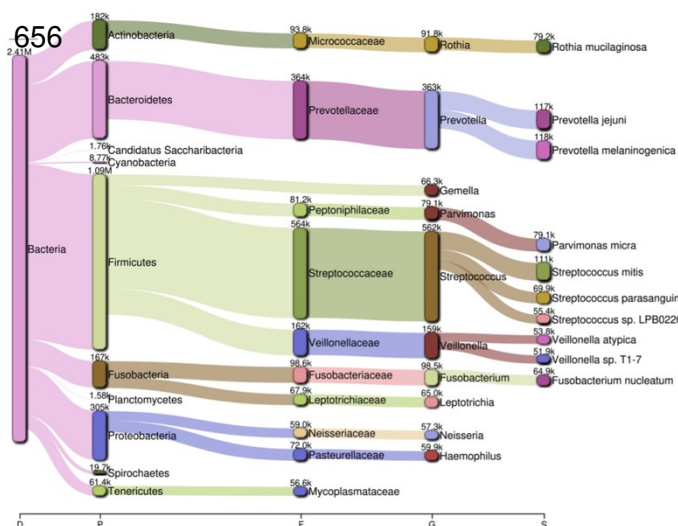 656
182k
Actinobacteria
93.8k
Micrococcaceae
91.8k
Rothia
79.2k
Rothia mucilaginosa
2.41M
Bacteria
483k
Bacteroidetes
364k
Prevotellaceae
363k
Prevotella
117k
Prevotella jejuni
118k
Prevotella melaninogenica
1.76k
Candidatus Saccharibacteria
8.77k
Cyanobacteria
1.09M
Firmicutes
66.3k
Gemella
81.2k
Peptoniphilaceae
79.1k
Parvimonas
79.1k
Parvimonas micra
564k
Streptococcaceae
562k
Streptococcus
111k
Streptococcus mitis
69.9k
Streptococcus parasanguin
55.4k
Streptococcus sp. LPB0220
162k
Veillonellaceae
159k
Veillonella
53.8k
Veillonella atypica
51.9k
Veillonella sp. T1-7
167k
Fusobacteria
98.6k
Fusobacteriaceae
98.5k
Fusobacterium
64.9k
Fusobacterium nucleatum
67.9k
Leptotrichiaceae
65.0k
Leptotrichia
1.58k
Planctomycetes
305k
Proteobacteria
59.0k
Neisseriaceae
57.3k
Neisseria
72.0k
Pasteurellaceae
59.9k
Haemophilus
19.7k
Spirochaetes
61.4k
Tenericutes
56.6k
Mycoplasmataceae
D P F G S